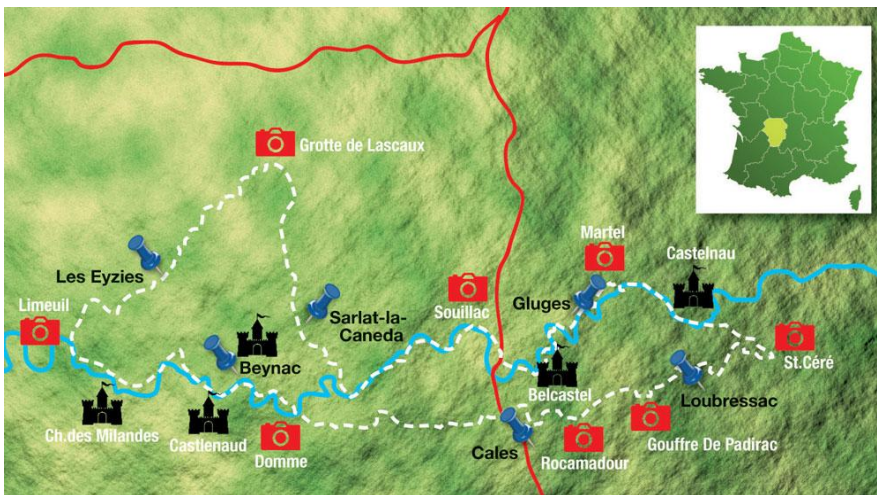 Grotte de Lascaux
Martel
Castelnau
Les Eyzies
Limeuil
Souillac
Gluges
Sarlat-la-
Caneda
Beynac
St.Céré
Belcastel
Loubressac
Ch.des Milandes
Castlenaud
Domme
Cales
Rocamadour
Gouffre De Padirac